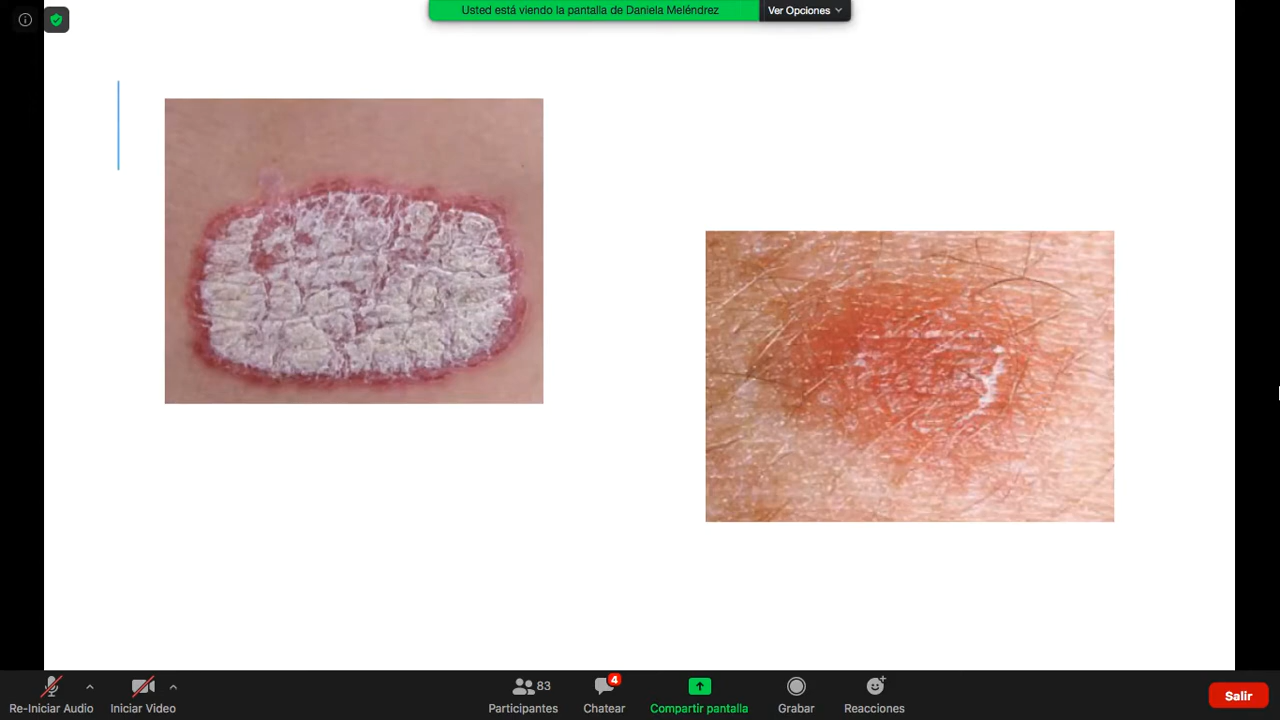 Usted está viendo la pantalla de Daniela Meléndrez
Ver Opciones
Re-Iniciar Audio
Iniciar Video
83
Participantes
4
Chatear
Compartir pantalla
Grabar
Reacciones
Salir